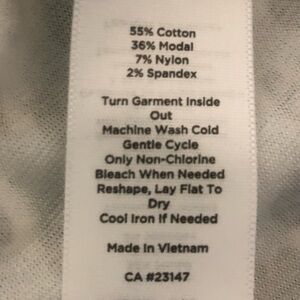 55% Cotton
36% Modal
7% Nylon
2% Spandex
Turn Garment Inside
Out
Machine Wash Cold
Gentle Cycle
Only Non-Chlorine
Bleach When Needed
Reshape, Lay Flat To
Dry
Cool Iron If Needed
Made In Vietnam
CA #23147